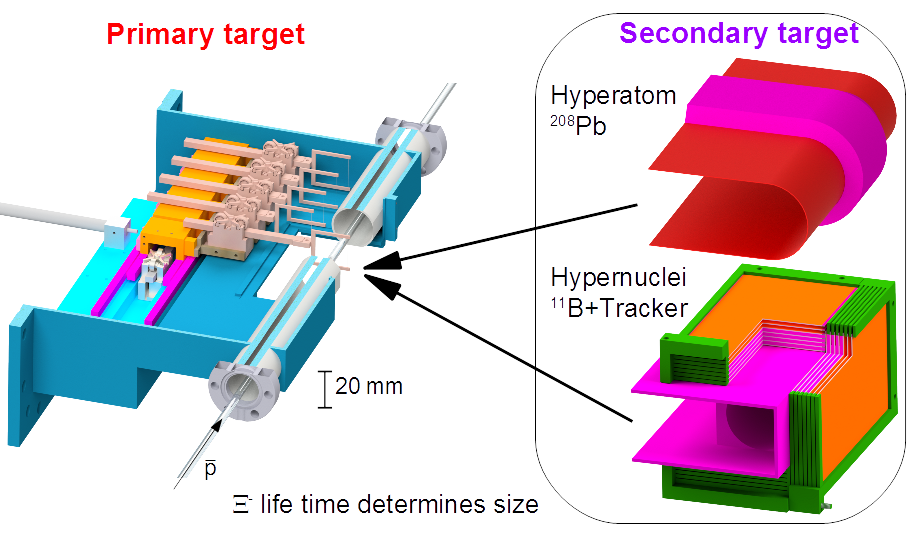 Primary target
Secondary target
Hyperatom
²⁰⁸Pb
Hypernuclei
¹¹B+Tracker
20 mm
p̅
Ξ⁻ life time determines size